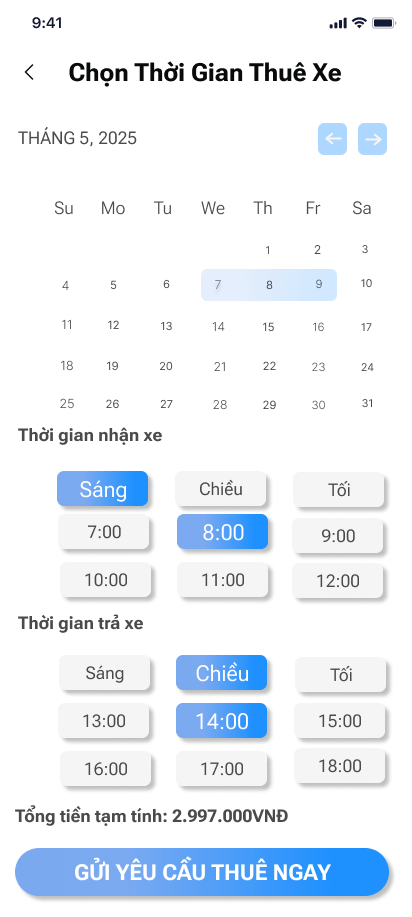 9:41
Chọn Thời Gian Thuê Xe
THÁNG 5, 2025
Su Mo Tu We Th Fr Sa
1 2 3
4 5 6 7 8 9 10
11 12 13 14 15 16 17
18 19 20 21 22 23 24
25 26 27 28 29 30 31
Thời gian nhận xe
Sáng Chiều Tối
7:00 8:00 9:00
10:00 11:00 12:00
Thời gian trả xe
Sáng Chiều Tối
13:00 14:00 15:00
16:00 17:00 18:00
Tổng tiền tạm tính: 2.997.000VNĐ
GỬI YÊU CẦU THUÊ NGAY